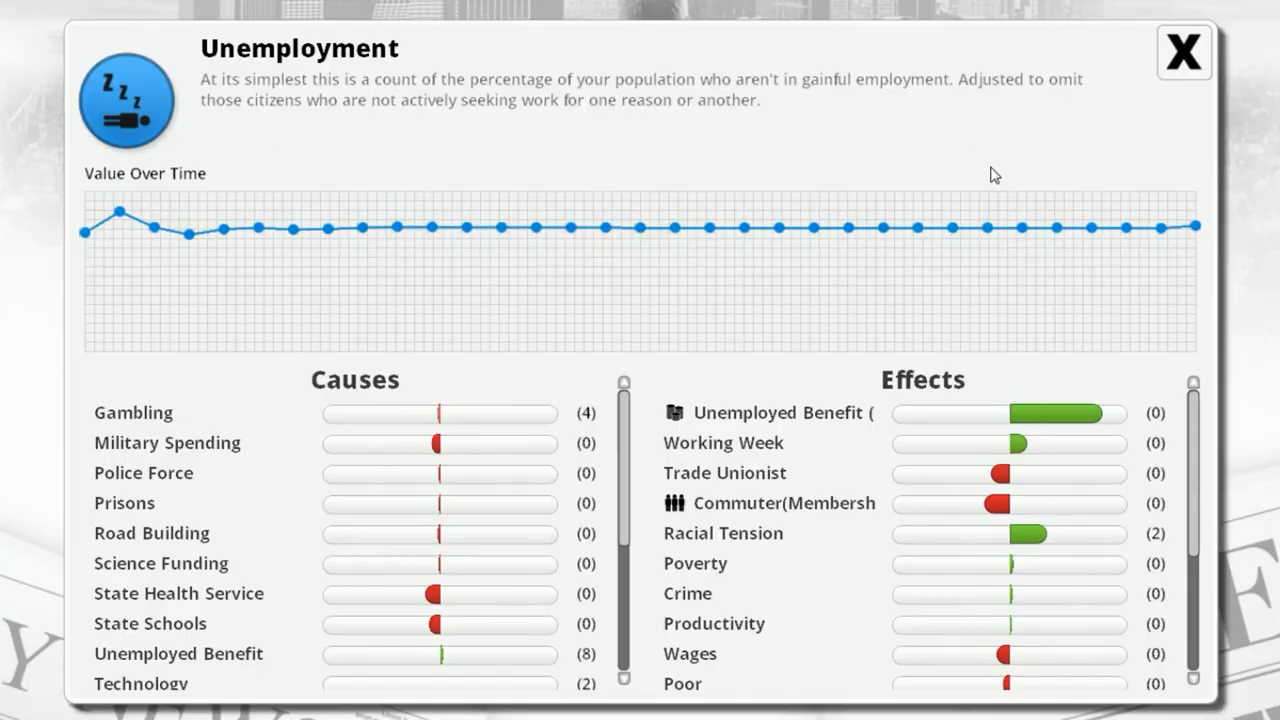 Unemployment
X
At its simplest this is a count of the percentage of your population who aren't in gainful employment. Adjusted to omit
those citizens who are not actively seeking work for one reason or another.
z z z
Value Over Time
Causes
Gambling (4)
Military Spending (0)
Police Force (0)
Prisons (0)
Road Building (0)
Science Funding (0)
State Health Service (0)
State Schools (0)
Unemployed Benefit (8)
Technology (2)
Effects
Unemployed Benefit ( (0)
Working Week (0)
Trade Unionist (0)
Commuter(Membersh (0)
Racial Tension (2)
Poverty (0)
Crime (0)
Productivity (0)
Wages (0)
Poor (0)